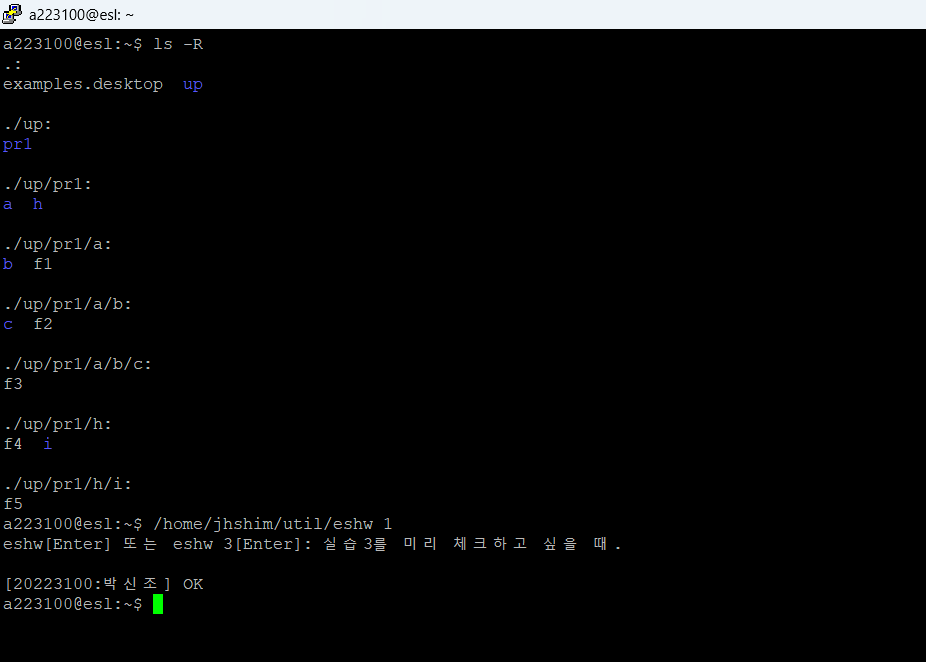 a223100@esl: ~
a223100@esl:~$ ls -R
.:
examples.desktop  up
./up:
pr1
./up/pr1:
a  h
./up/pr1/a:
b  f1
./up/pr1/a/b:
c  f2
./up/pr1/a/b/c:
f3
./up/pr1/h:
f4  i
./up/pr1/h/i:
f5
a223100@esl:~$ /home/jhshim/util/eshw 1
eshw[Enter] 또는 eshw 3[Enter]: 실습3를 미리 체크하고 싶을 때.
[20223100:박신조] OK
a223100@esl:~$